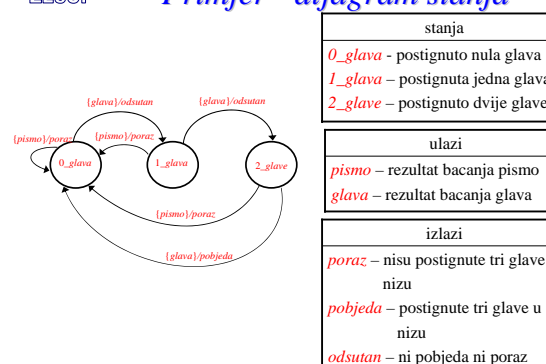 Primjer - dijagram stanja
stanja
0_glava - postignuto nula glava
1_glava – postignuta jedna glava
2_glave – postignuto dvije glave
{glava}/odsutan
{glava}/odsutan
{pismo}/poraz
{pismo}/poraz
0_glava
1_glava
2_glave
{pismo}/poraz
{glava}/pobjeda
ulazi
pismo – rezultat bacanja pismo
glava – rezultat bacanja glava
izlazi
poraz – nisu postignute tri glave
nizu
pobjeda – postignute tri glave u
nizu
odsutan – ni pobjeda ni poraz